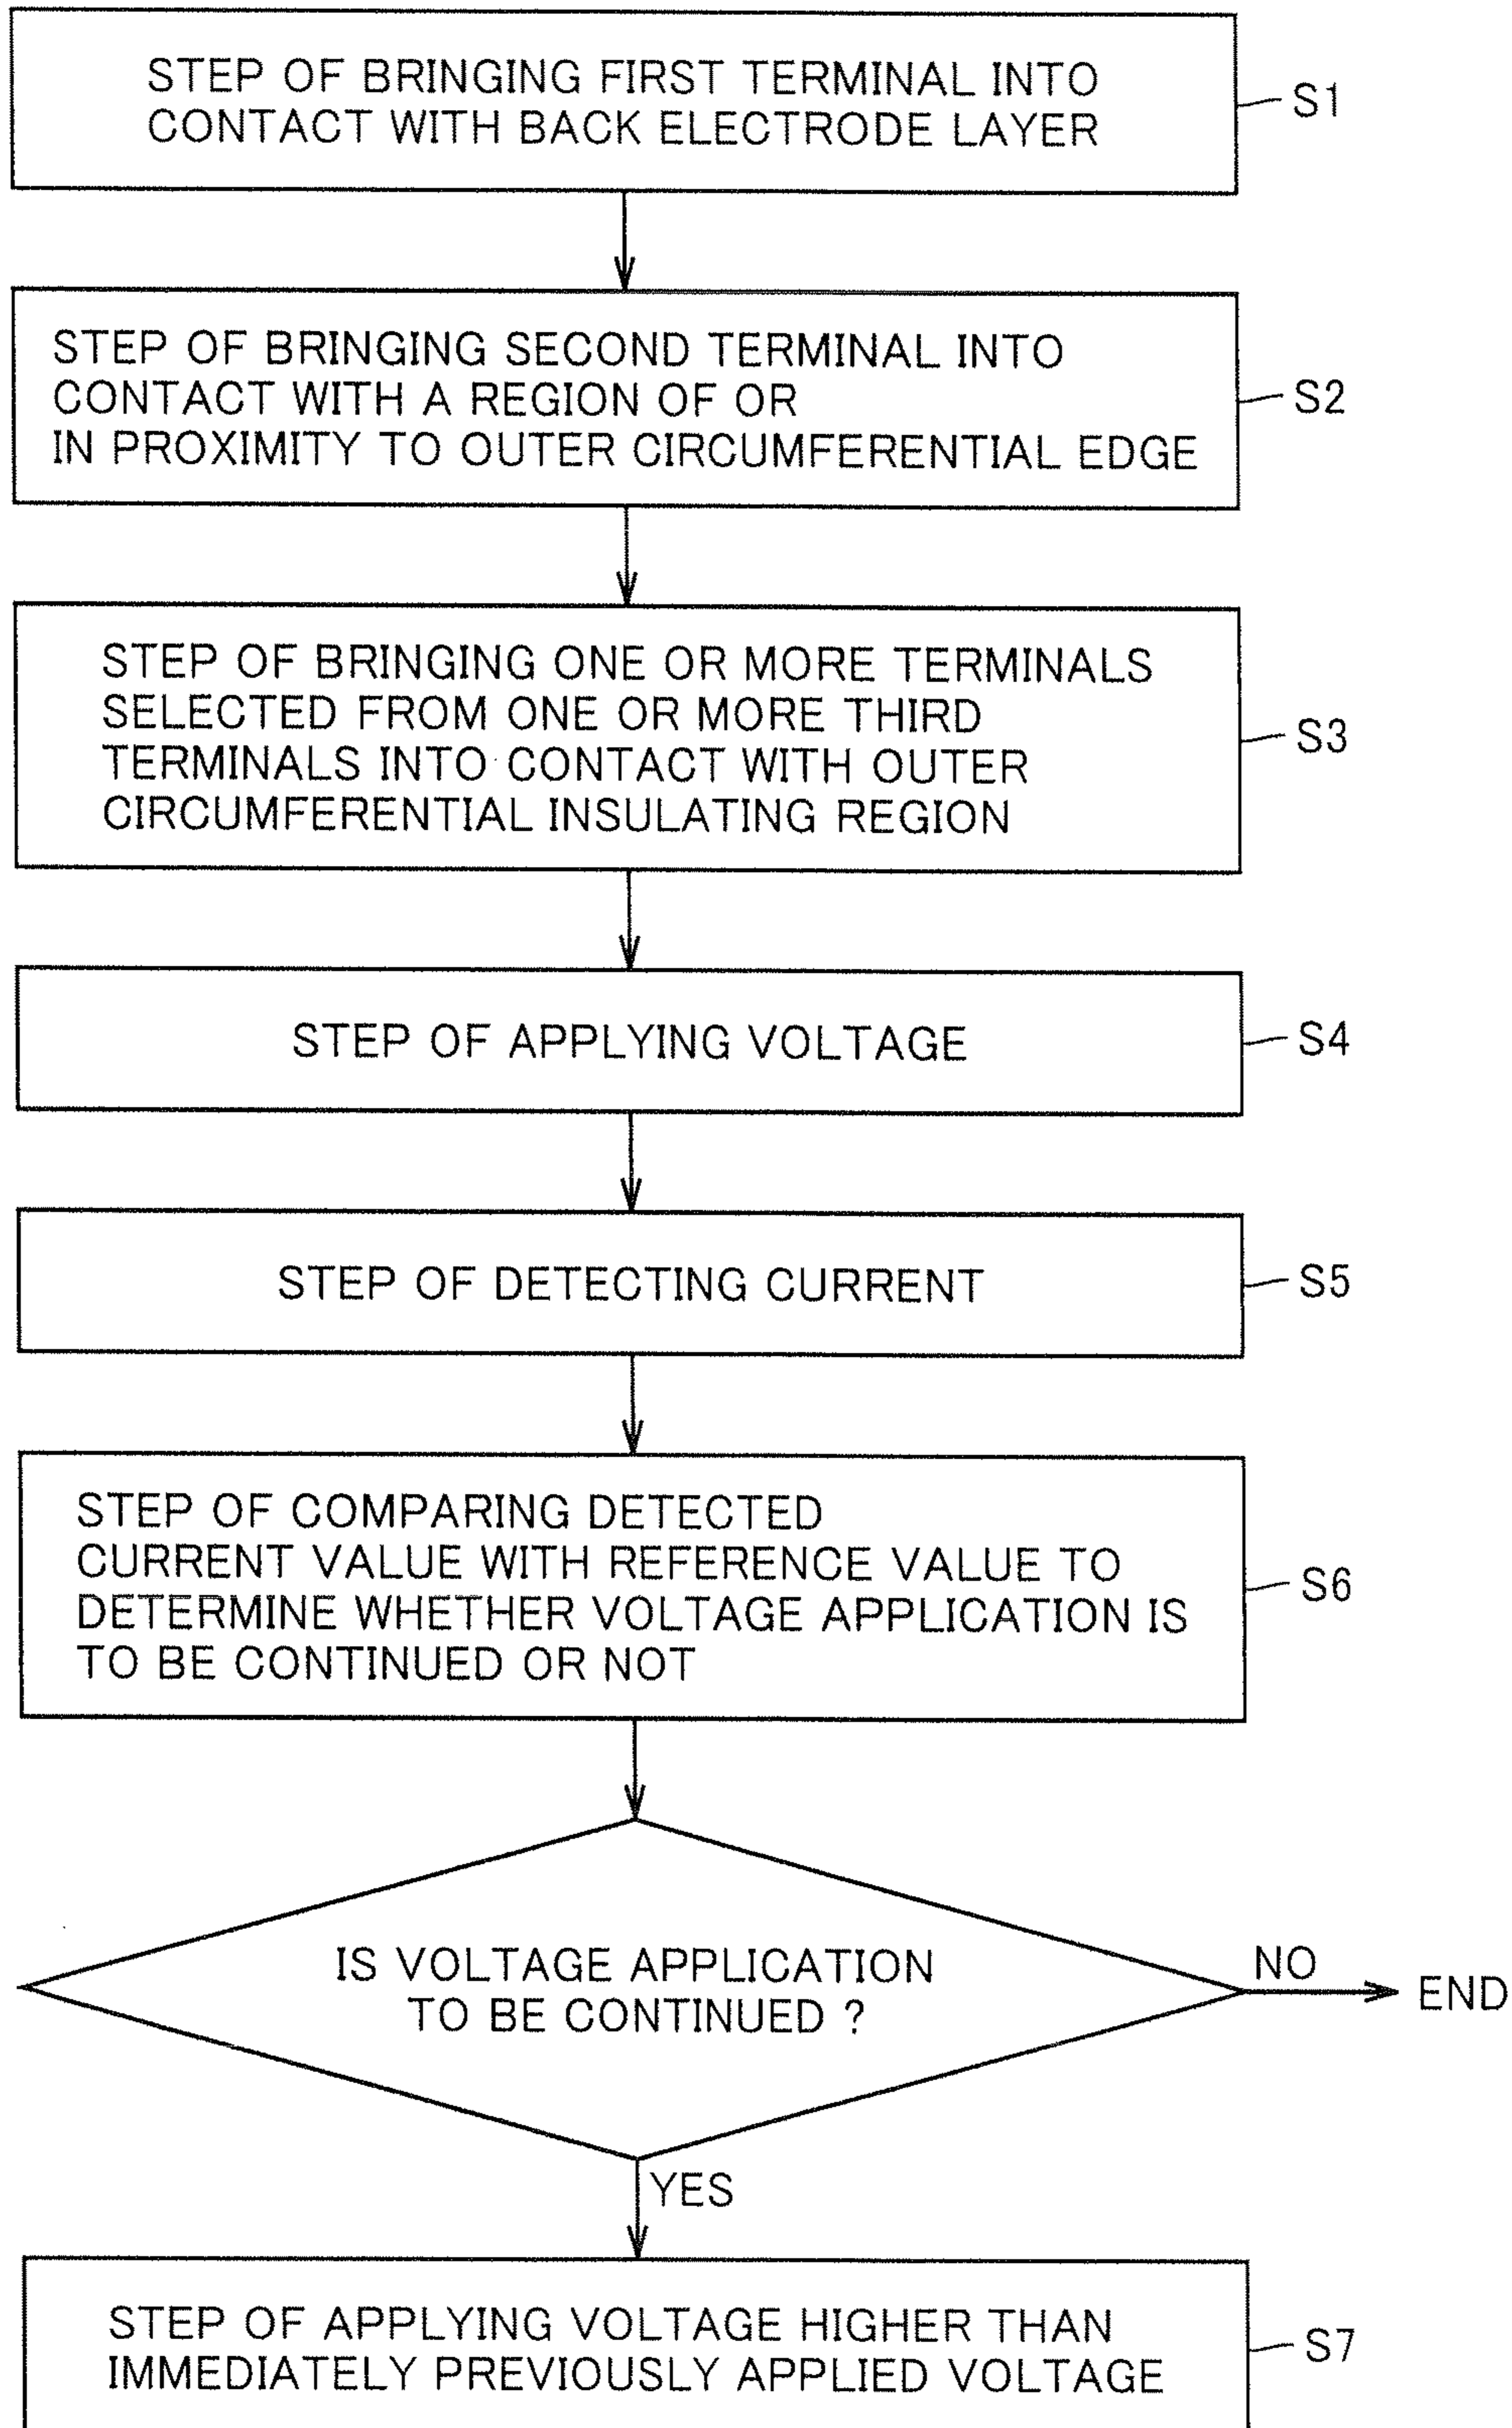 STEP OF BRINGING FIRST TERMINAL INTO
CONTACT WITH BACK ELECTRODE LAYER
S1
STEP OF BRINGING SECOND TERMINAL INTO
CONTACT WITH A REGION OF OR
IN PROXIMITY TO OUTER CIRCUMFERENTIAL EDGE
S2
STEP OF BRINGING ONE OR MORE TERMINALS
SELECTED FROM ONE OR MORE THIRD
TERMINALS INTO CONTACT WITH OUTER
CIRCUMFERENTIAL INSULATING REGION
S3
STEP OF APPLYING VOLTAGE
S4
STEP OF DETECTING CURRENT
S5
STEP OF COMPARING DETECTED
CURRENT VALUE WITH REFERENCE VALUE TO
DETERMINE WHETHER VOLTAGE APPLICATION IS
TO BE CONTINUED OR NOT
S6
IS VOLTAGE APPLICATION
TO BE CONTINUED ?
NO
END
YES
STEP OF APPLYING VOLTAGE HIGHER THAN
IMMEDIATELY PREVIOUSLY APPLIED VOLTAGE
S7